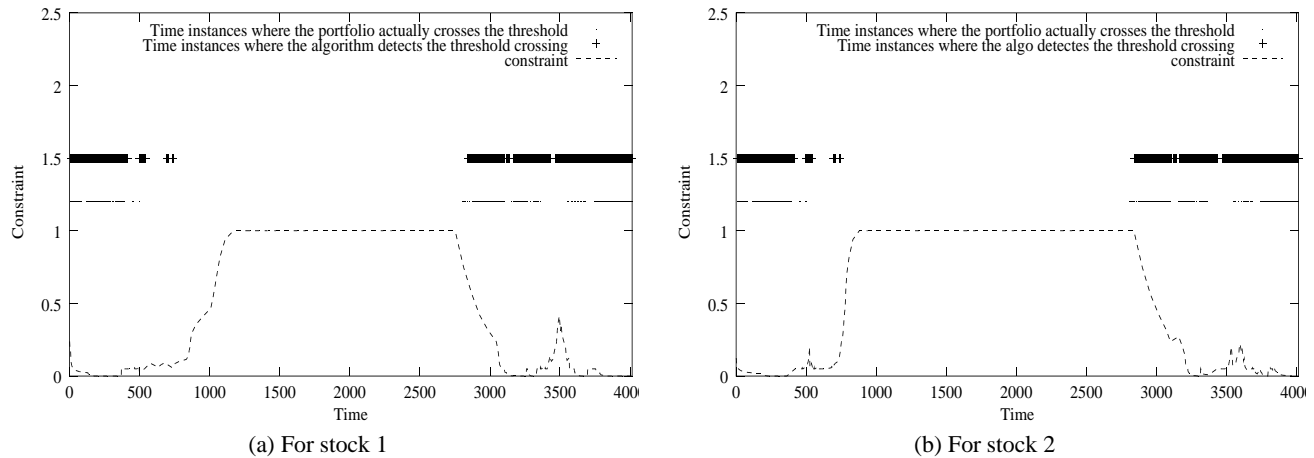 2.5
Time instances where the portfolio actually crosses the threshold
Time instances where the algorithm detects the threshold crossing
constraint
2
1.5
1
0.5
0
Constraint
0 500 1000 1500 2000 2500 3000 3500 4000
Time
(a) For stock 1
2.5
Time instances where the portfolio actually crosses the threshold
Time instances where the algo detectes the threshold crossing
constraint
2
1.5
1
0.5
0
Constraint
0 500 1000 1500 2000 2500 3000 3500 4000
Time
(b) For stock 2